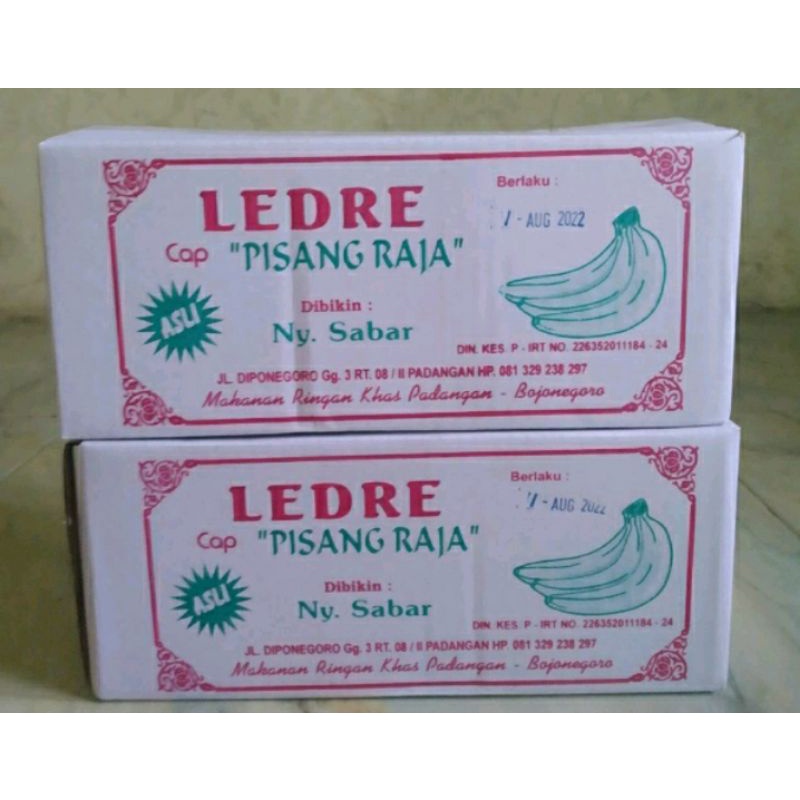 LEDRE
Berlaku :
- AUG 2022
Cap "PISANG RAJA"
ASLI
Dibikin :
Ny. Sabar
DIN. KES. P - IRT NO. 226352011184 - 24
JL. DIPONEGORO Gg. 3 RT. 08 / II PADANGAN HP. 081 329 238 297
Makanan Ringan Khas Padangan - Bojonegoro
LEDRE
Berlaku :
- AUG 2022
Cap "PISANG RAJA"
ASLI
Dibikin :
Ny. Sabar
DIN. KES. P - IRT NO. 226352011184 - 24
JL. DIPONEGORO Gg. 3 RT. 08 / II PADANGAN HP. 081 329 238 297
Makanan Ringan Khas Padangan - Bojonegoro